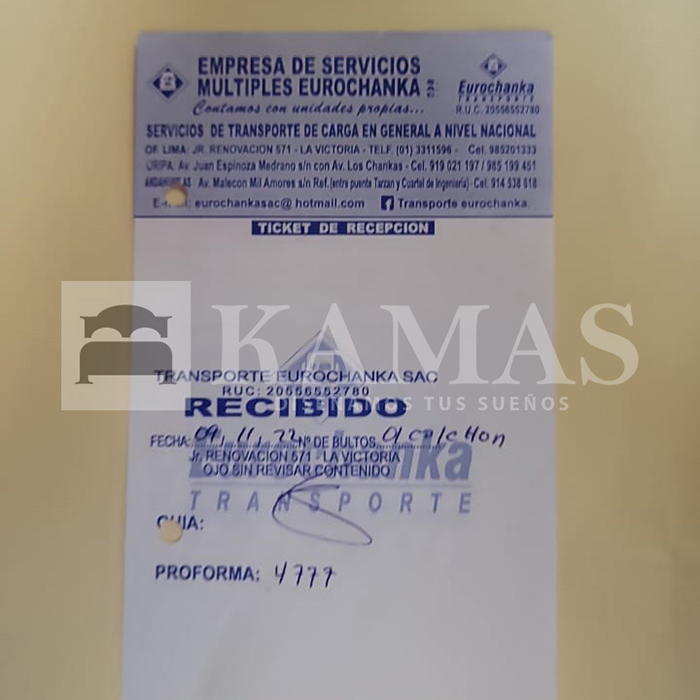 EMPRESA DE SERVICIOS
MULTIPLES EUROCHANKA SAC
Contamos con unidades propias...
Eurochanka
TRANSPORTE
R.U.C. 20556552780
SERVICIOS DE TRANSPORTE DE CARGA EN GENERAL A NIVEL NACIONAL
OF. LIMA: JR. RENOVACION 571 - LA VICTORIA - TELF. (01) 3311596 - Cel. 985201333
URIPA: Av. Juan Espinoza Medrano s/n con Av. Los Chankas - Cel. 919 021 197 / 985 199 451
ANDAHUAYLAS: Av. Malecon Mil Amores s/n Ref. (entre puente Tarzan y Cuartel de Ingeniería) - Cel. 914 538 618
eurochankasac@hotmail.com Transporte eurochanka
TICKET DE RECEPCION
KAMAS
TUS SUEÑOS
TRANSPORTE EUROCHANKA SAC
RUC: 20556552780
RECIBIDO
FECHA: 09, 11, 22 Nº DE BULTOS 01 colchon
Jr. RENOVACION 571 - LA VICTORIA
OJO SIN REVISAR CONTENIDO
Eurochanka
TRANSPORTE
GUIA:
PROFORMA: 4777